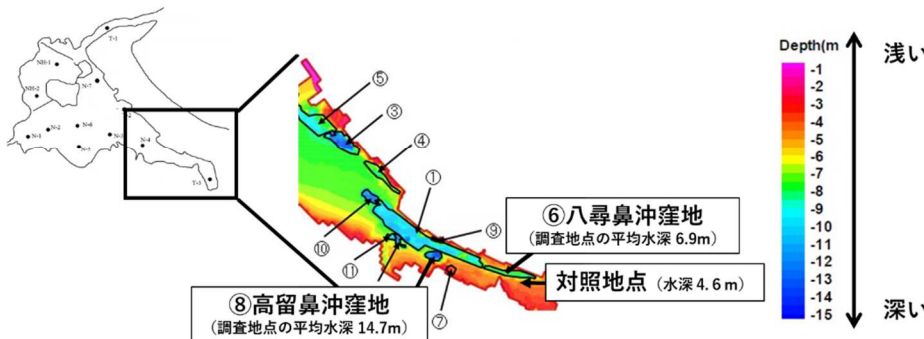 T-1
NH-1
N-7
NH-2
N-1
N-2
N-6
N-3
N-4
N-5
T-3
⑤
③
④
①
⑨
⑩
⑪
⑦
⑥八尋鼻沖窪地
(調査地点の平均水深 6.9m)
対照地点 (水深 4.6 m)
⑧高留鼻沖窪地
(調査地点の平均水深 14.7m)
Depth(m
-1
-2
-3
-4
-5
-6
-7
-8
-9
-10
-11
-12
-13
-14
-15
浅い
深い